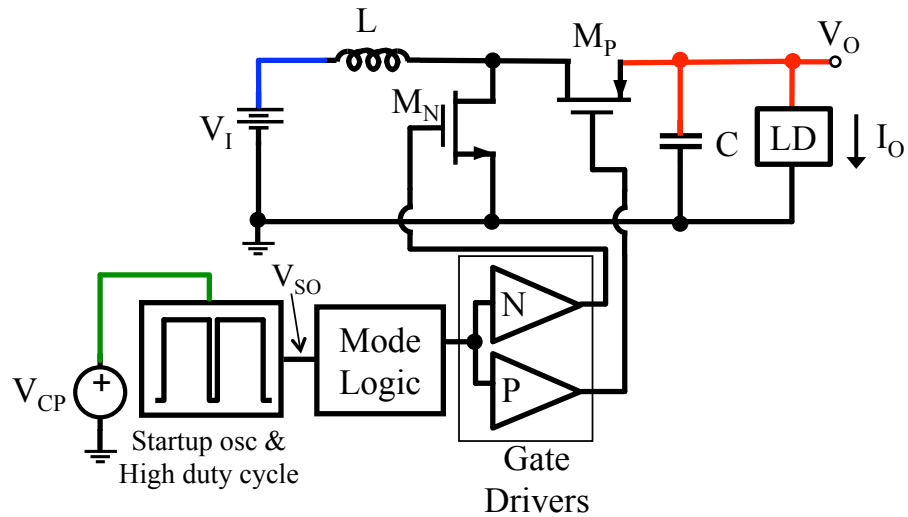 L
M_P
V_O
M_N
V_I
C
LD
I_O
V_SO
N
Mode
Logic
V_CP
+
P
Startup osc &
High duty cycle
Gate
Drivers